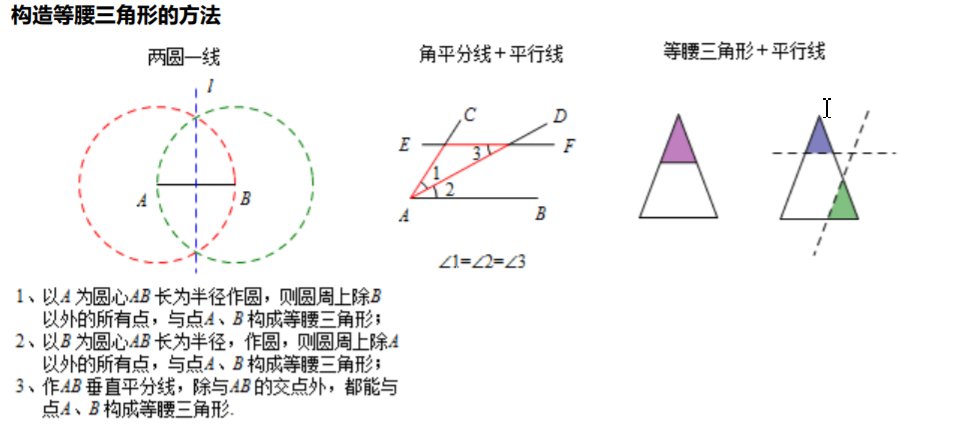 构造等腰三角形的方法
两圆一线
角平分线+平行线
等腰三角形+平行线
l
A
B
C
D
E
F
3
1
2
A
B
∠1=∠2=∠3
1、以A为圆心AB长为半径作圆，则圆周上除B
以外的所有点，与点A、B构成等腰三角形；
2、以B为圆心AB长为半径，作圆，则圆周上除A
以外的所有点，与点A、B构成等腰三角形；
3、作AB垂直平分线，除与AB的交点外，都能与
点A、B构成等腰三角形.